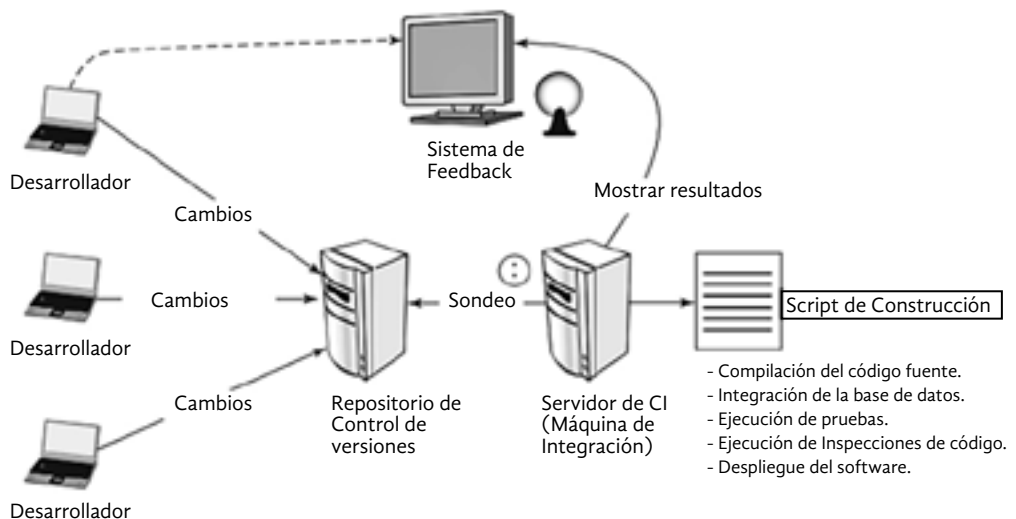 Sistema de
Feedback
Desarrollador
Mostrar resultados
Cambios
Cambios
Sondeo
Script de Construcción
Desarrollador
- Compilación del código fuente.
- Integración de la base de datos.
- Ejecución de pruebas.
- Ejecución de Inspecciones de código.
- Despliegue del software.
Cambios
Repositorio de
Control de
versiones
Servidor de CI
(Máquina de
Integración)
Desarrollador